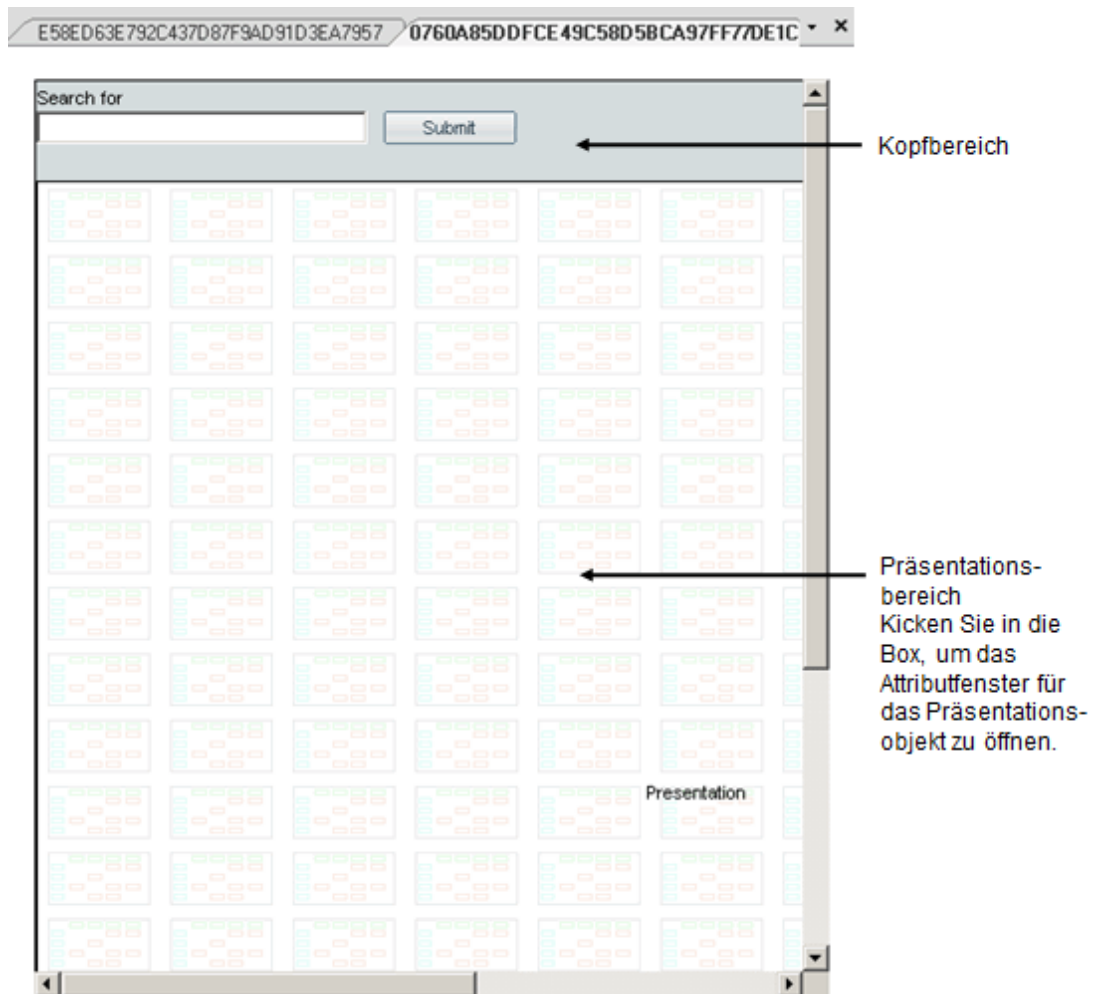 E58ED63E792C437D87F9AD91D3EA7957 0760A85DDFCE49C58D5BCA97FF77DE1C
Search for
Submit
Kopfbereich
Präsentations-
bereich
Kicken Sie in die
Box, um das
Attributfenster für
das Präsentations-
objekt zu öffnen.
Presentation